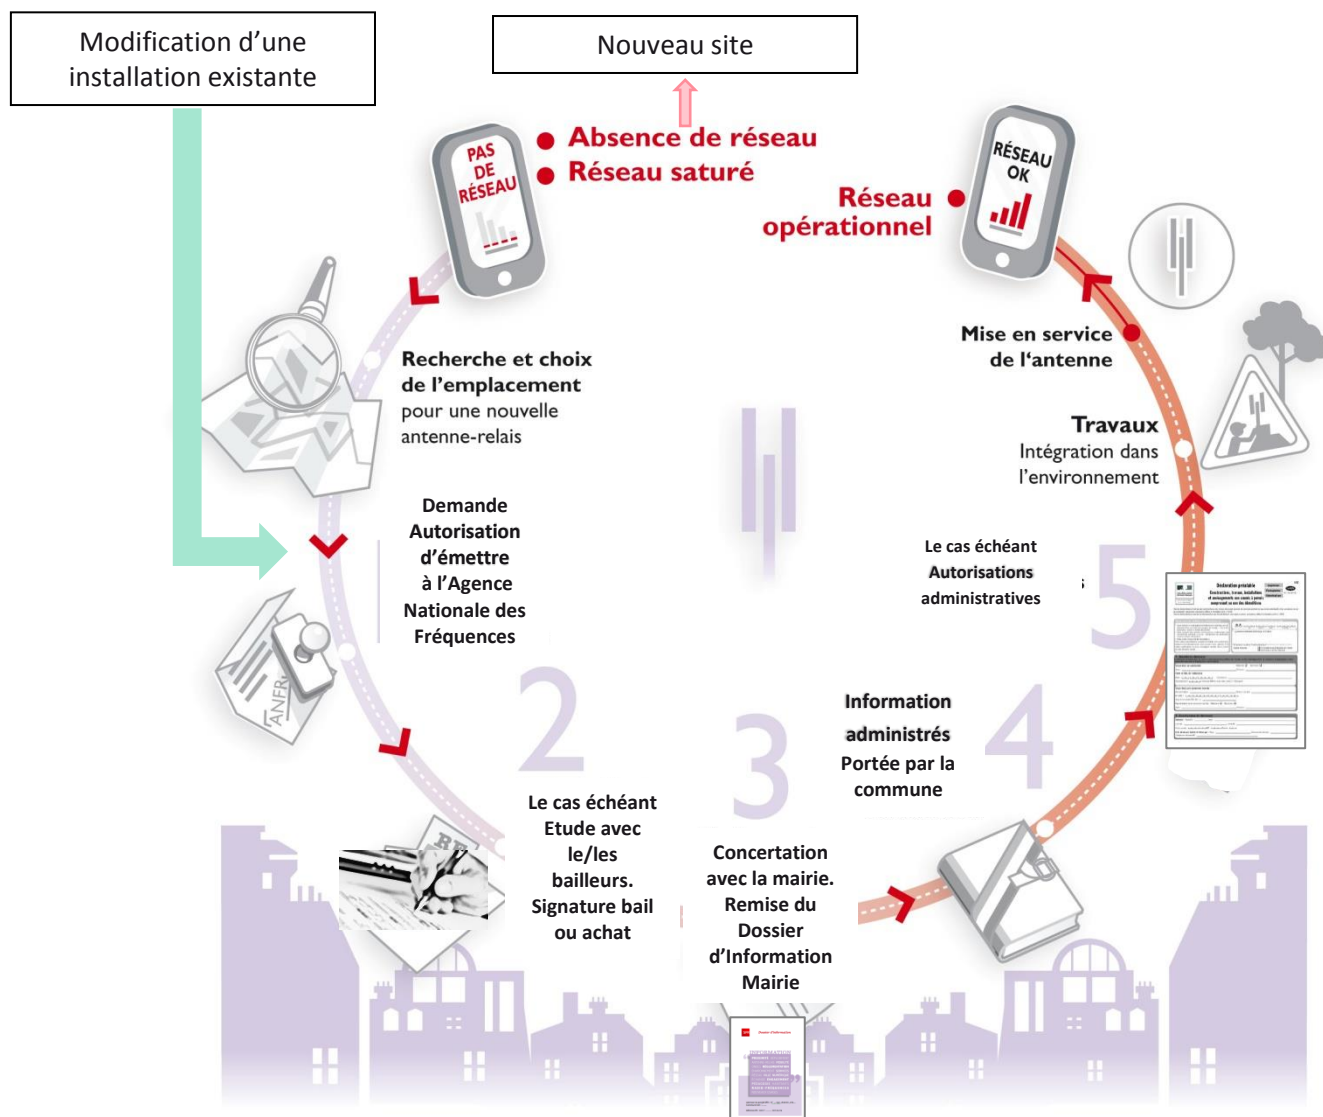 Modification d’une
installation existante
Nouveau site
Absence de réseau
Réseau saturé
PAS
DE
RÉSEAU
RÉSEAU
OK
Réseau
opérationnel
Recherche et choix
de l’emplacement
pour une nouvelle
antenne-relais
Mise en service
de l‘antenne
Travaux
Intégration dans
l’environnement
Demande
Autorisation
d’émettre
à l’Agence
Nationale des
Fréquences
ANFR
Le cas échéant
Autorisations
administratives
5
Déclaration préalable
2
Le cas échéant
Etude avec
le/les
bailleurs.
Signature bail
ou achat
3
Concertation
avec la mairie.
Remise du
Dossier
d’Information
Mairie
4
Information
administrés
Portée par la
commune
Dossier d'Information